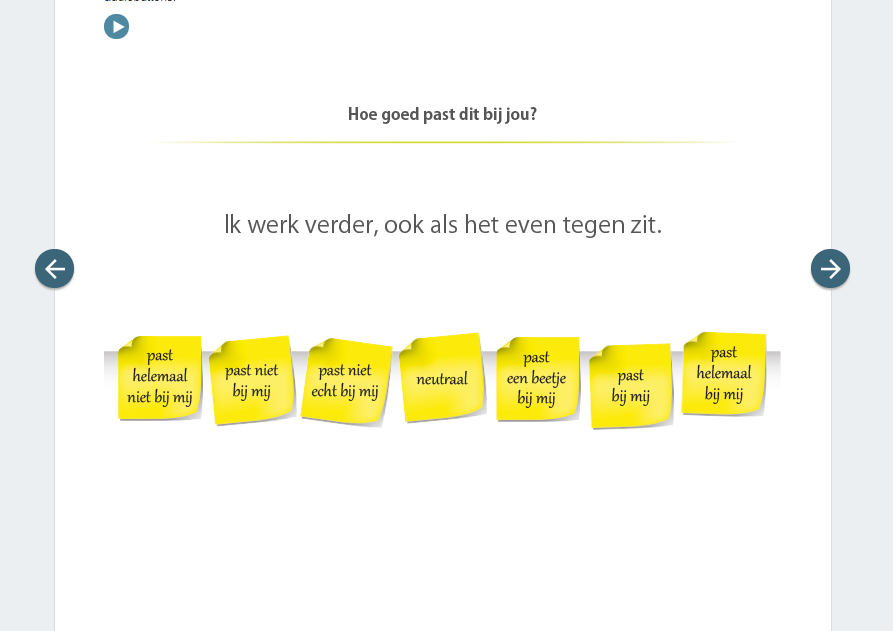 Hoe goed past dit bij jou?
Ik werk verder, ook als het even tegen zit.
past
helemaal
niet bij mij
past niet
bij mij
past niet
echt bij mij
neutraal
past
een beetje
bij mij
past
bij mij
past
helemaal
bij mij